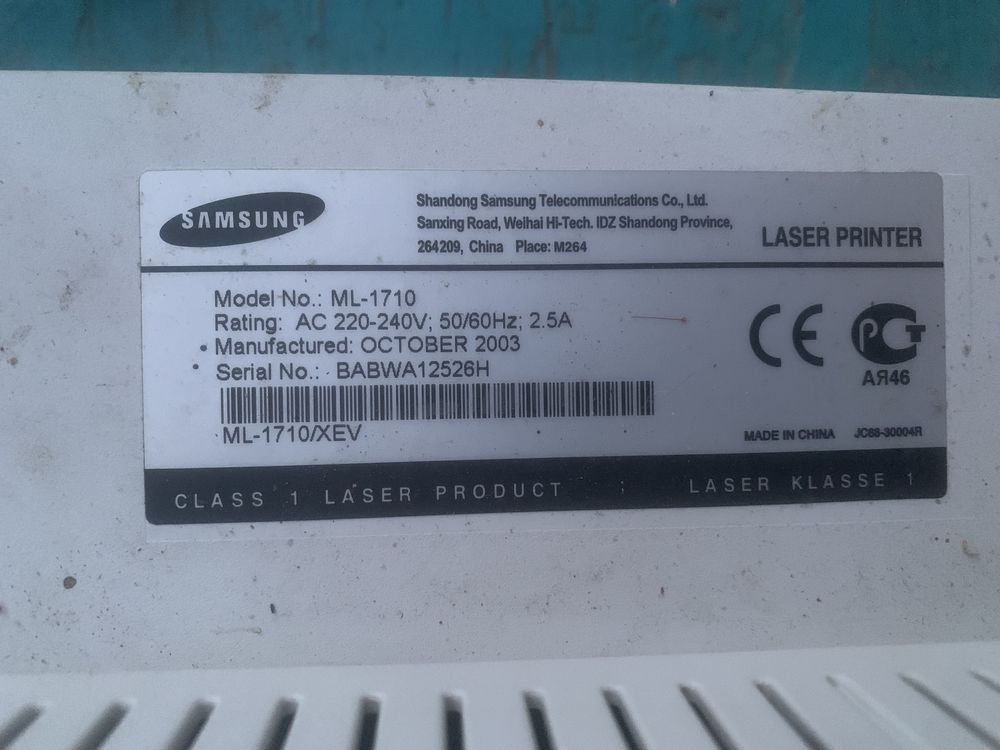 SAMSUNG
Shandong Samsung Telecommunications Co., Ltd.
Sanxing Road, Weihai Hi-Tech. IDZ Shandong Province,
264209, China Place: M264
LASER PRINTER
Model No.: ML-1710
Rating: AC 220-240V; 50/60Hz; 2.5A
Manufactured: OCTOBER 2003
Serial No.: BABWA12526H
ML-1710/XEV
CE
PCT
АЯ46
MADE IN CHINA JC68-30004R
CLASS 1 LASER PRODUCT ; LASER KLASSE 1